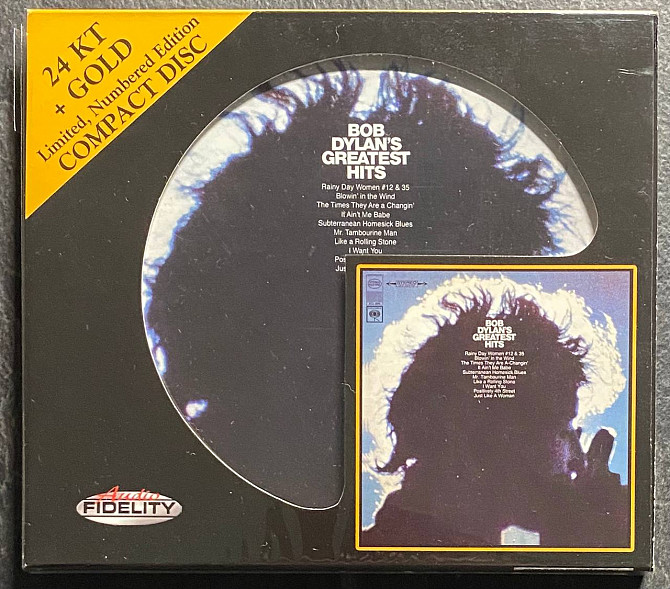 24 KT
+ GOLD
Limited, Numbered Edition
COMPACT DISC
BOB
DYLAN'S
GREATEST
HITS
Rainy Day Women #12 & 35
Blowin' in the Wind
The Times They Are a Changin'
It Ain't Me Babe
Subterranean Homesick Blues
Mr. Tambourine Man
Like a Rolling Stone
I Want You
Pos
Jus
BOB
DYLAN'S
GREATEST
HITS
Rainy Day Women #12 & 35
Blowin' in the Wind
The Times They Are A-Changin'
It Ain't Me Babe
Subterranean Homesick Blues
Mr. Tambourine Man
Like a Rolling Stone
I Want You
Positively 4th Street
Just Like A Woman
Audio
FIDELITY